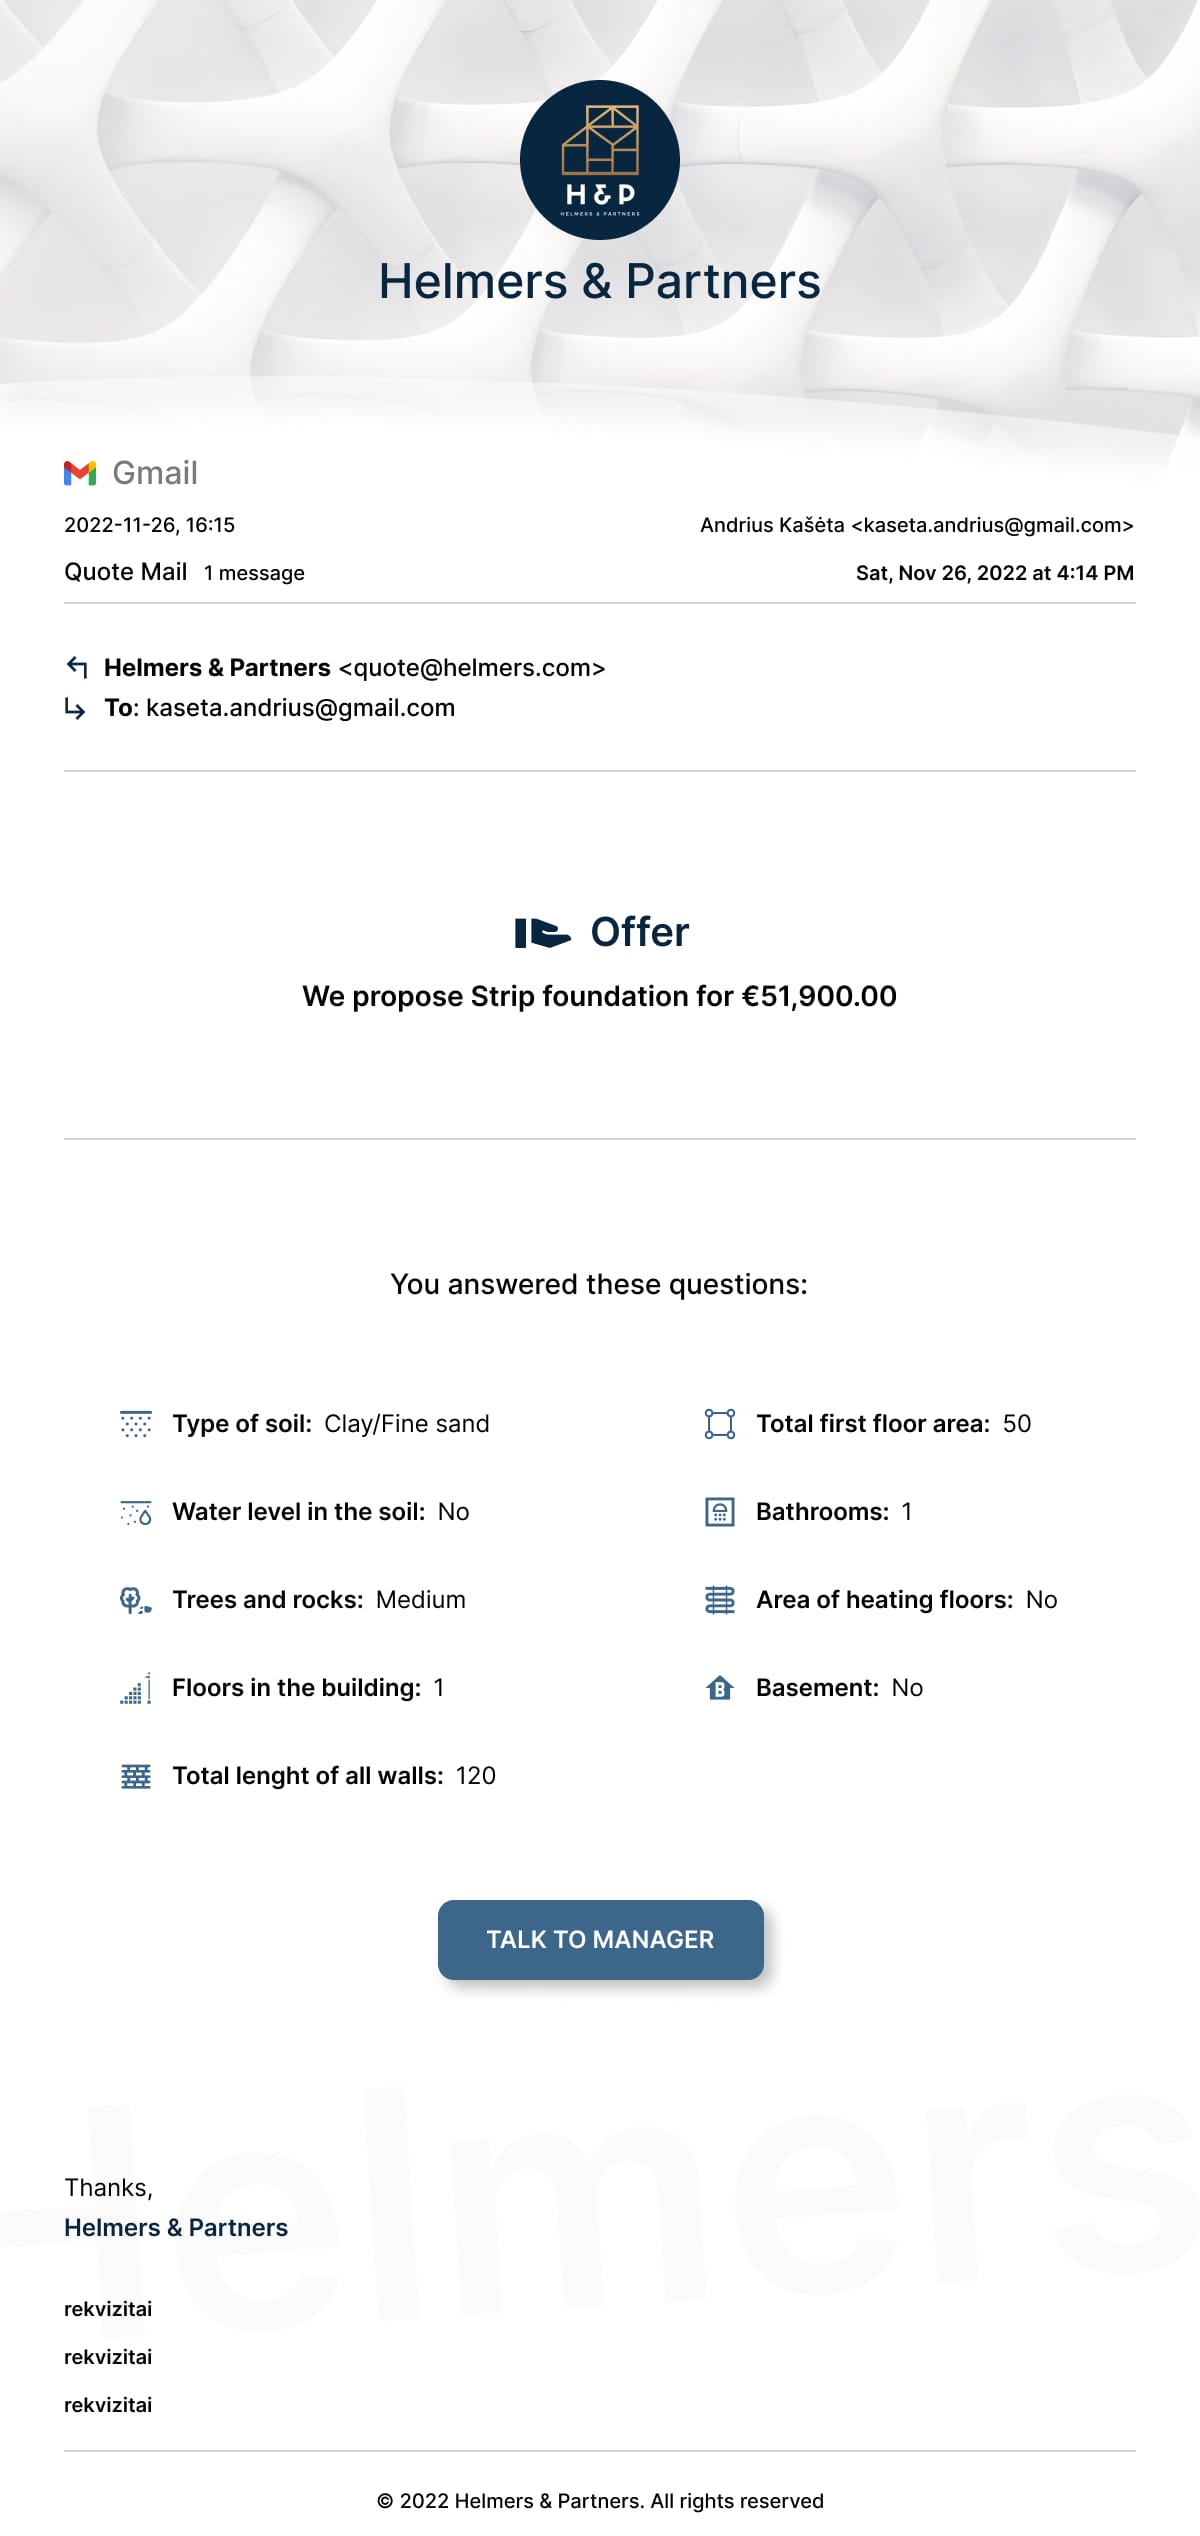 H & P
HELMERS & PARTNERS
Helmers & Partners
Gmail
2022-11-26, 16:15
Andrius Kašėta <kaseta.andrius@gmail.com>
Quote Mail 1 message
Sat, Nov 26, 2022 at 4:14 PM
Helmers & Partners <quote@helmers.com>
To: kaseta.andrius@gmail.com
Offer
We propose Strip foundation for €51,900.00
You answered these questions:
Type of soil: Clay/Fine sand
Total first floor area: 50
Water level in the soil: No
Bathrooms: 1
Trees and rocks: Medium
Area of heating floors: No
Floors in the building: 1
B
Basement: No
Total lenght of all walls: 120
TALK TO MANAGER
Helmers
Thanks,
Helmers & Partners
rekvizitai
rekvizitai
rekvizitai
© 2022 Helmers & Partners. All rights reserved